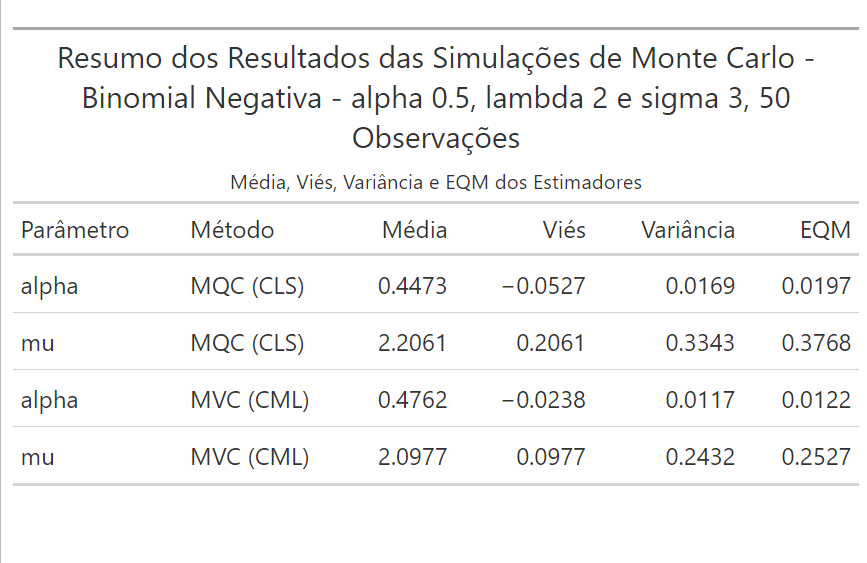 Resumo dos Resultados das Simulações de Monte Carlo -
Binomial Negativa - alpha 0.5, lambda 2 e sigma 3, 50
Observações
Média, Viés, Variância e EQM dos Estimadores
Parâmetro Método Média Viés Variância EQM
alpha MQC (CLS) 0.4473 −0.0527 0.0169 0.0197
mu MQC (CLS) 2.2061 0.2061 0.3343 0.3768
alpha MVC (CML) 0.4762 −0.0238 0.0117 0.0122
mu MVC (CML) 2.0977 0.0977 0.2432 0.2527